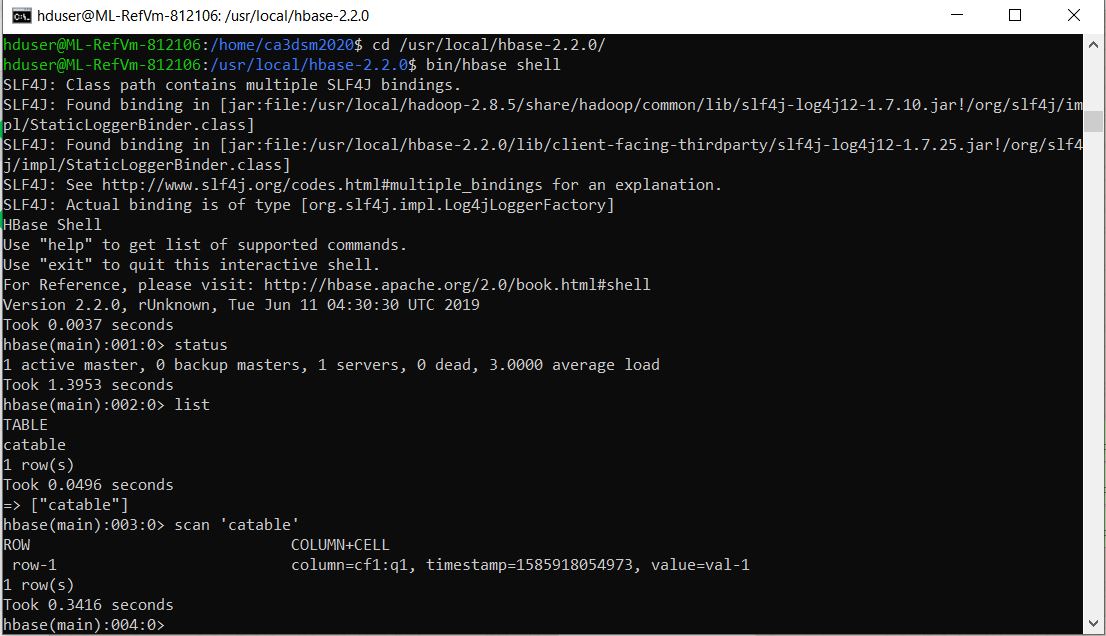 hduser@ML-RefVm-812106: /usr/local/hbase-2.2.0
hduser@ML-RefVm-812106:/home/ca3dsm2020$ cd /usr/local/hbase-2.2.0/
hduser@ML-RefVm-812106:/usr/local/hbase-2.2.0$ bin/hbase shell
SLF4J: Class path contains multiple SLF4J bindings.
SLF4J: Found binding in [jar:file:/usr/local/hadoop-2.8.5/share/hadoop/common/lib/slf4j-log4j12-1.7.10.jar!/org/slf4j/im
pl/StaticLoggerBinder.class]
SLF4J: Found binding in [jar:file:/usr/local/hbase-2.2.0/lib/client-facing-thirdparty/slf4j-log4j12-1.7.25.jar!/org/slf4
j/impl/StaticLoggerBinder.class]
SLF4J: See http://www.slf4j.org/codes.html#multiple_bindings for an explanation.
SLF4J: Actual binding is of type [org.slf4j.impl.Log4jLoggerFactory]
HBase Shell
Use "help" to get list of supported commands.
Use "exit" to quit this interactive shell.
For Reference, please visit: http://hbase.apache.org/2.0/book.html#shell
Version 2.2.0, rUnknown, Tue Jun 11 04:30:30 UTC 2019
Took 0.0037 seconds
hbase(main):001:0> status
1 active master, 0 backup masters, 1 servers, 0 dead, 3.0000 average load
Took 1.3953 seconds
hbase(main):002:0> list
TABLE
catable
1 row(s)
Took 0.0496 seconds
=> ["catable"]
hbase(main):003:0> scan 'catable'
ROW                             COLUMN+CELL
 row-1                          column=cf1:q1, timestamp=1585918054973, value=val-1
1 row(s)
Took 0.3416 seconds
hbase(main):004:0>